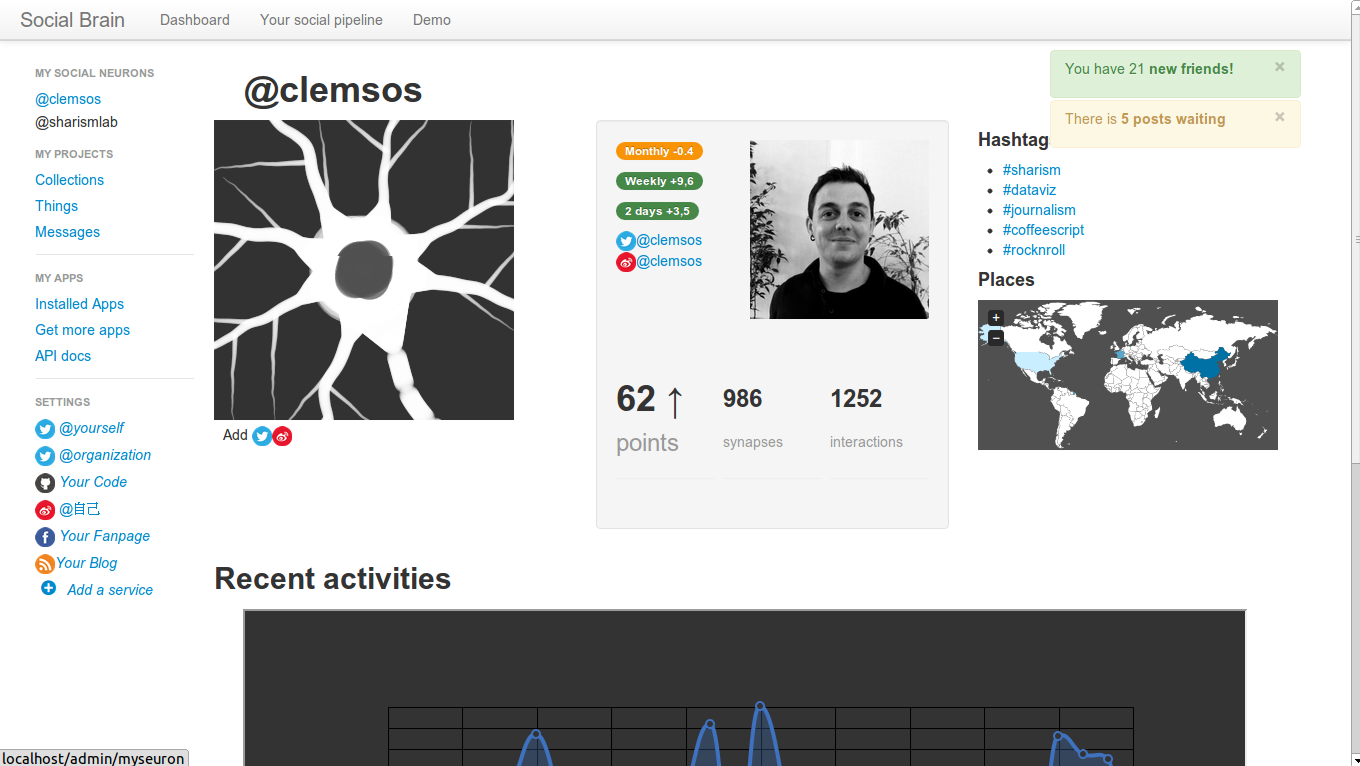 Social Brain Dashboard Your social pipeline Demo
MY SOCIAL NEURONS
@clemsos
@sharismlab
MY PROJECTS
Collections
Things
Messages
MY APPS
Installed Apps
Get more apps
API docs
SETTINGS
@yourself
@organization
Your Code
@自己
Your Fanpage
Your Blog
Add a service
@clemsos
Add
Monthly -0.4
Weekly +9,6
2 days +3,5
@clemsos
@clemsos
62 ↑ 986 1252
points synapses interactions
You have 21 new friends! ×
There is 5 posts waiting ×
Hashtag
#sharism
#dataviz
#journalism
#coffeescript
#rocknroll
Places
+
−
Recent activities
localhost/admin/myseuron